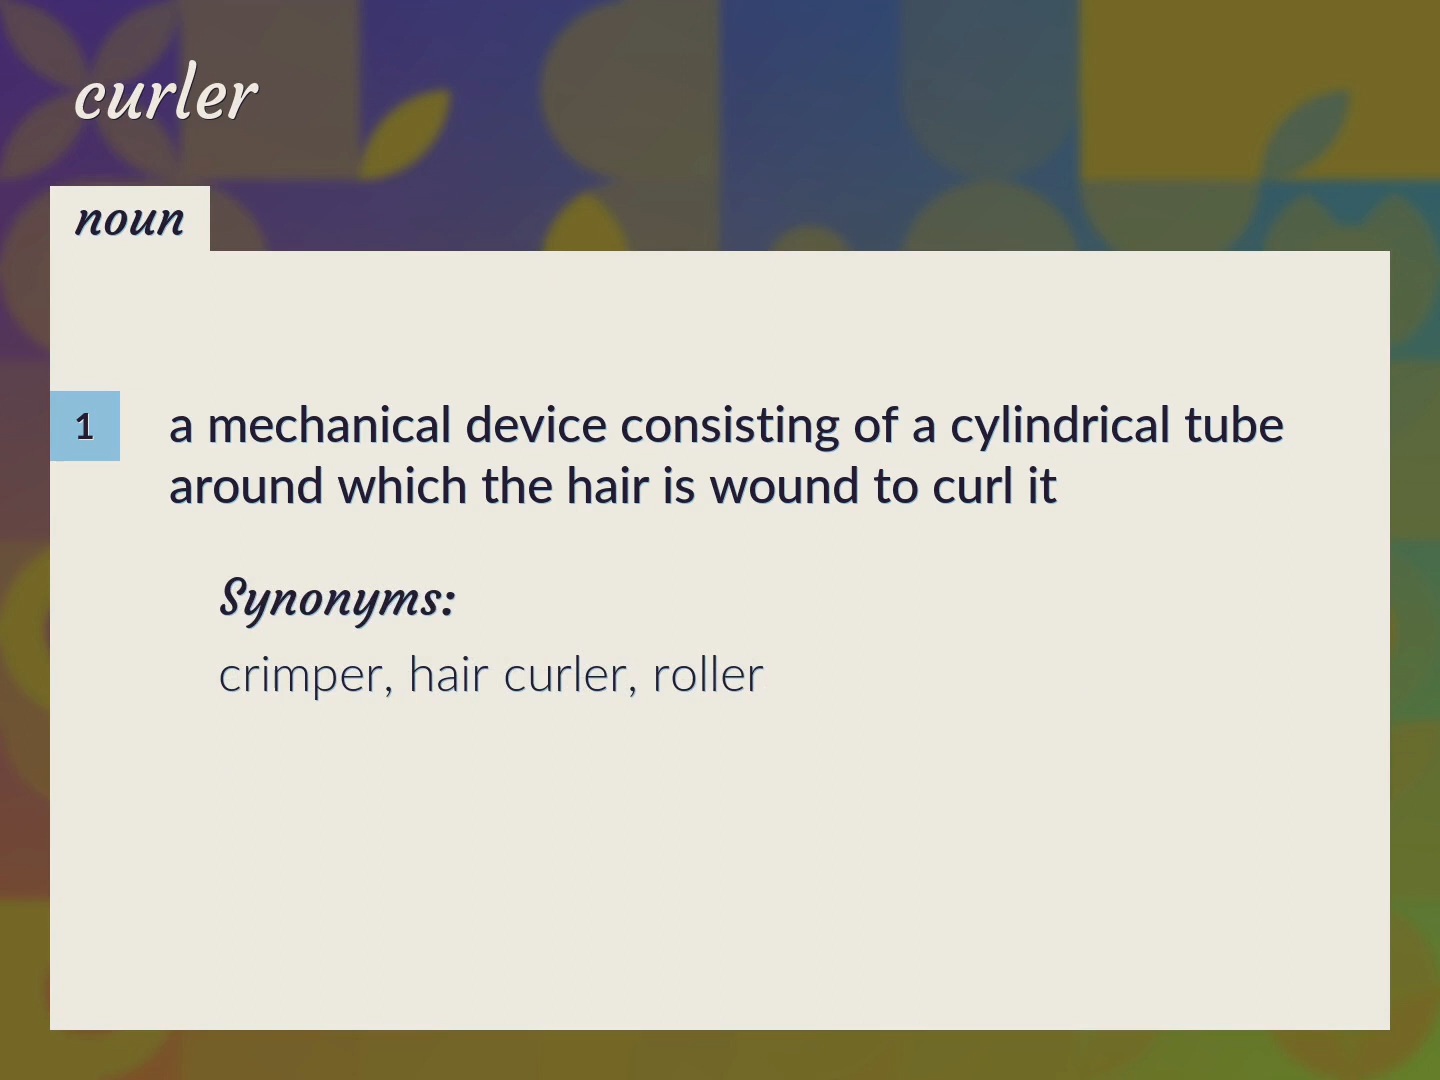 curler
noun
1
a mechanical device consisting of a cylindrical tube
around which the hair is wound to curl it
Synonyms:
crimper, hair curler, roller